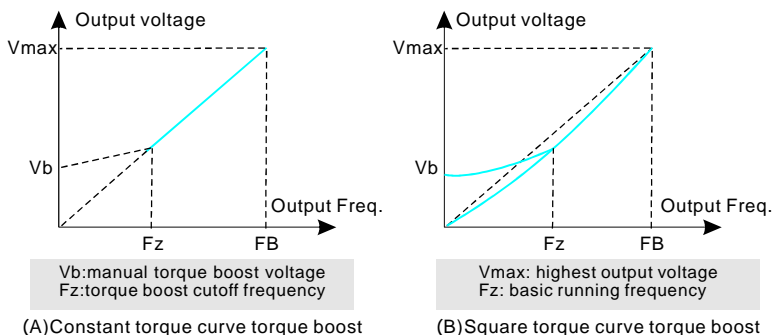 Output voltage
Vmax
Vb
Output Freq.
Fz
FB
Vb:manual torque boost voltage
Fz:torque boost cutoff frequency
(A)Constant torque curve torque boost
Output voltage
Vmax
Vb
Output Freq.
Fz
FB
Vmax: highest output voltage
Fz: basic running frequency
(B)Square torque curve torque boost